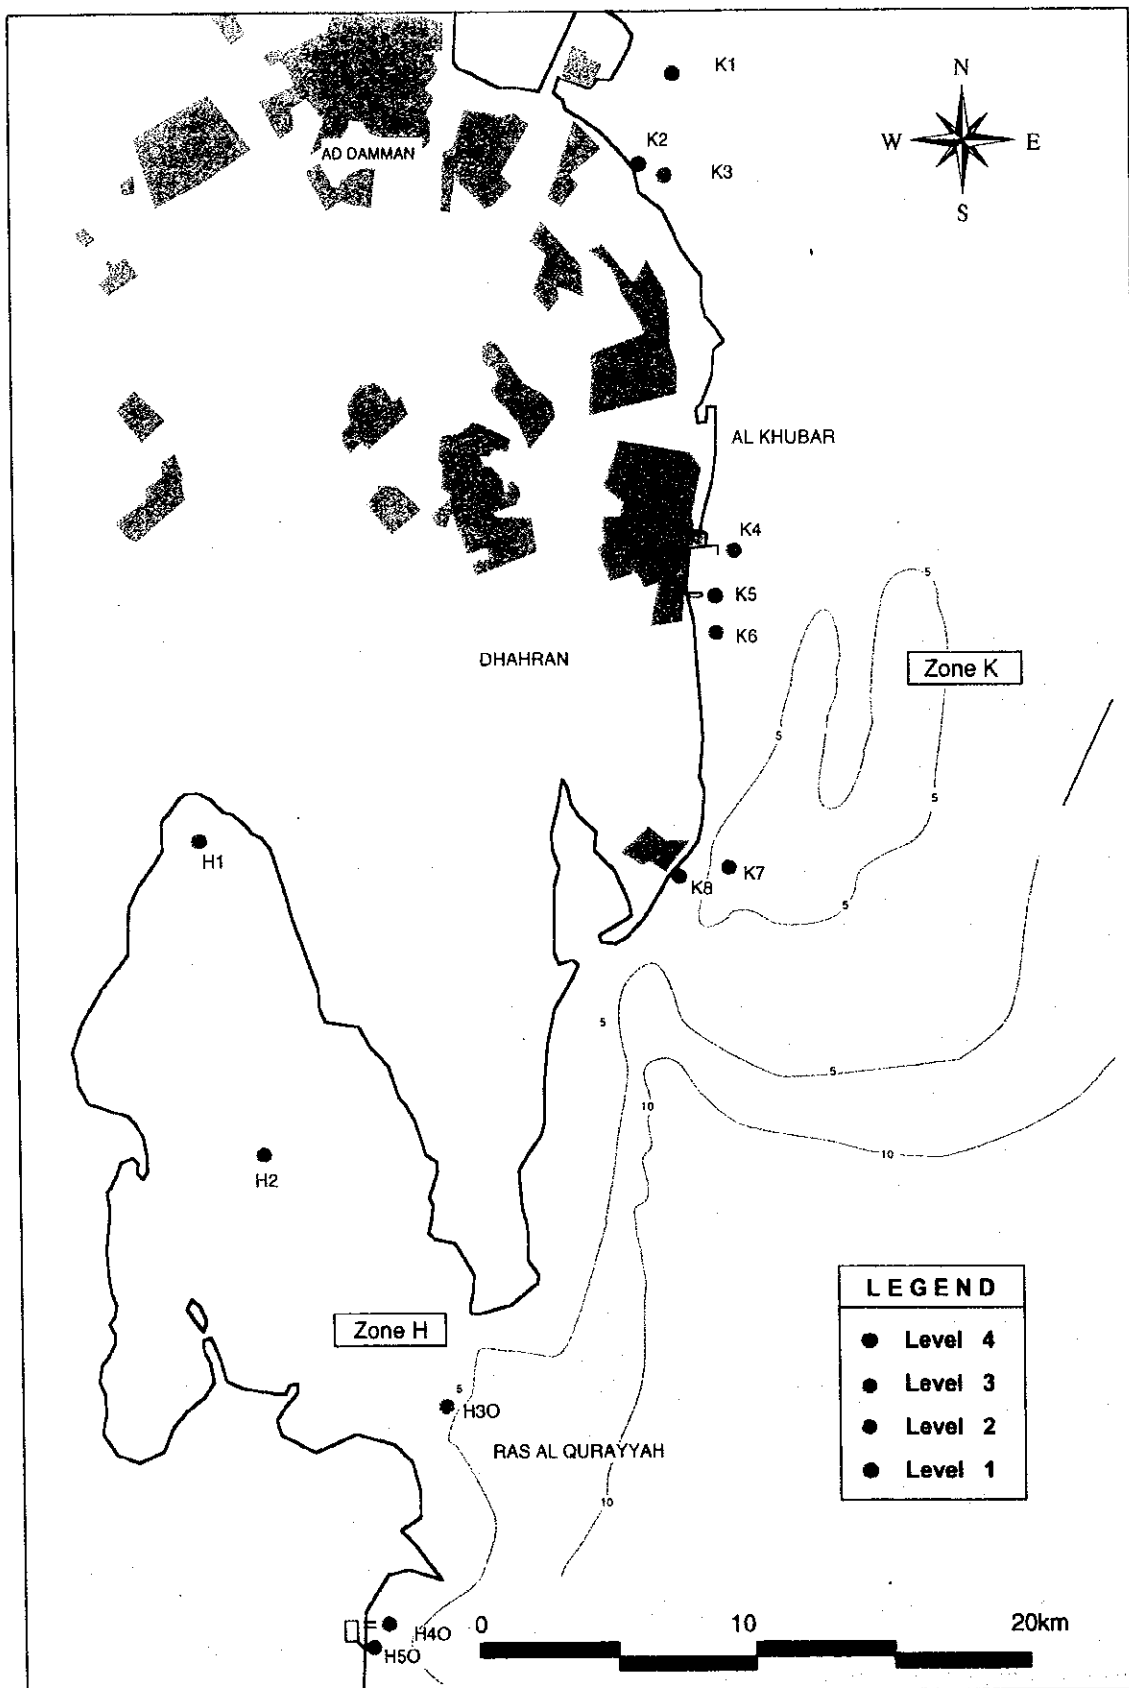 K1
N
W E
S
K2
K3
AD DAMMAN
AL KHUBAR
K4
5
K5
K6
DHAHRAN
Zone K
5
5
H1
K7
K8
5
5
5
10
10
H2
LEGEND
Zone H
Level 4
Level 3
5
H3O
Level 2
RAS AL QURAYYAH
Level 1
10
0 10 20km
H4O
H5O